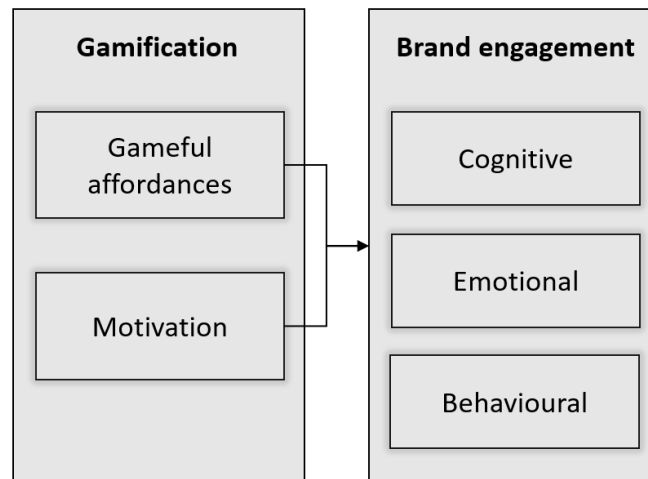 Gamification
Gameful
affordances
Motivation
Brand engagement
Cognitive
Emotional
Behavioural